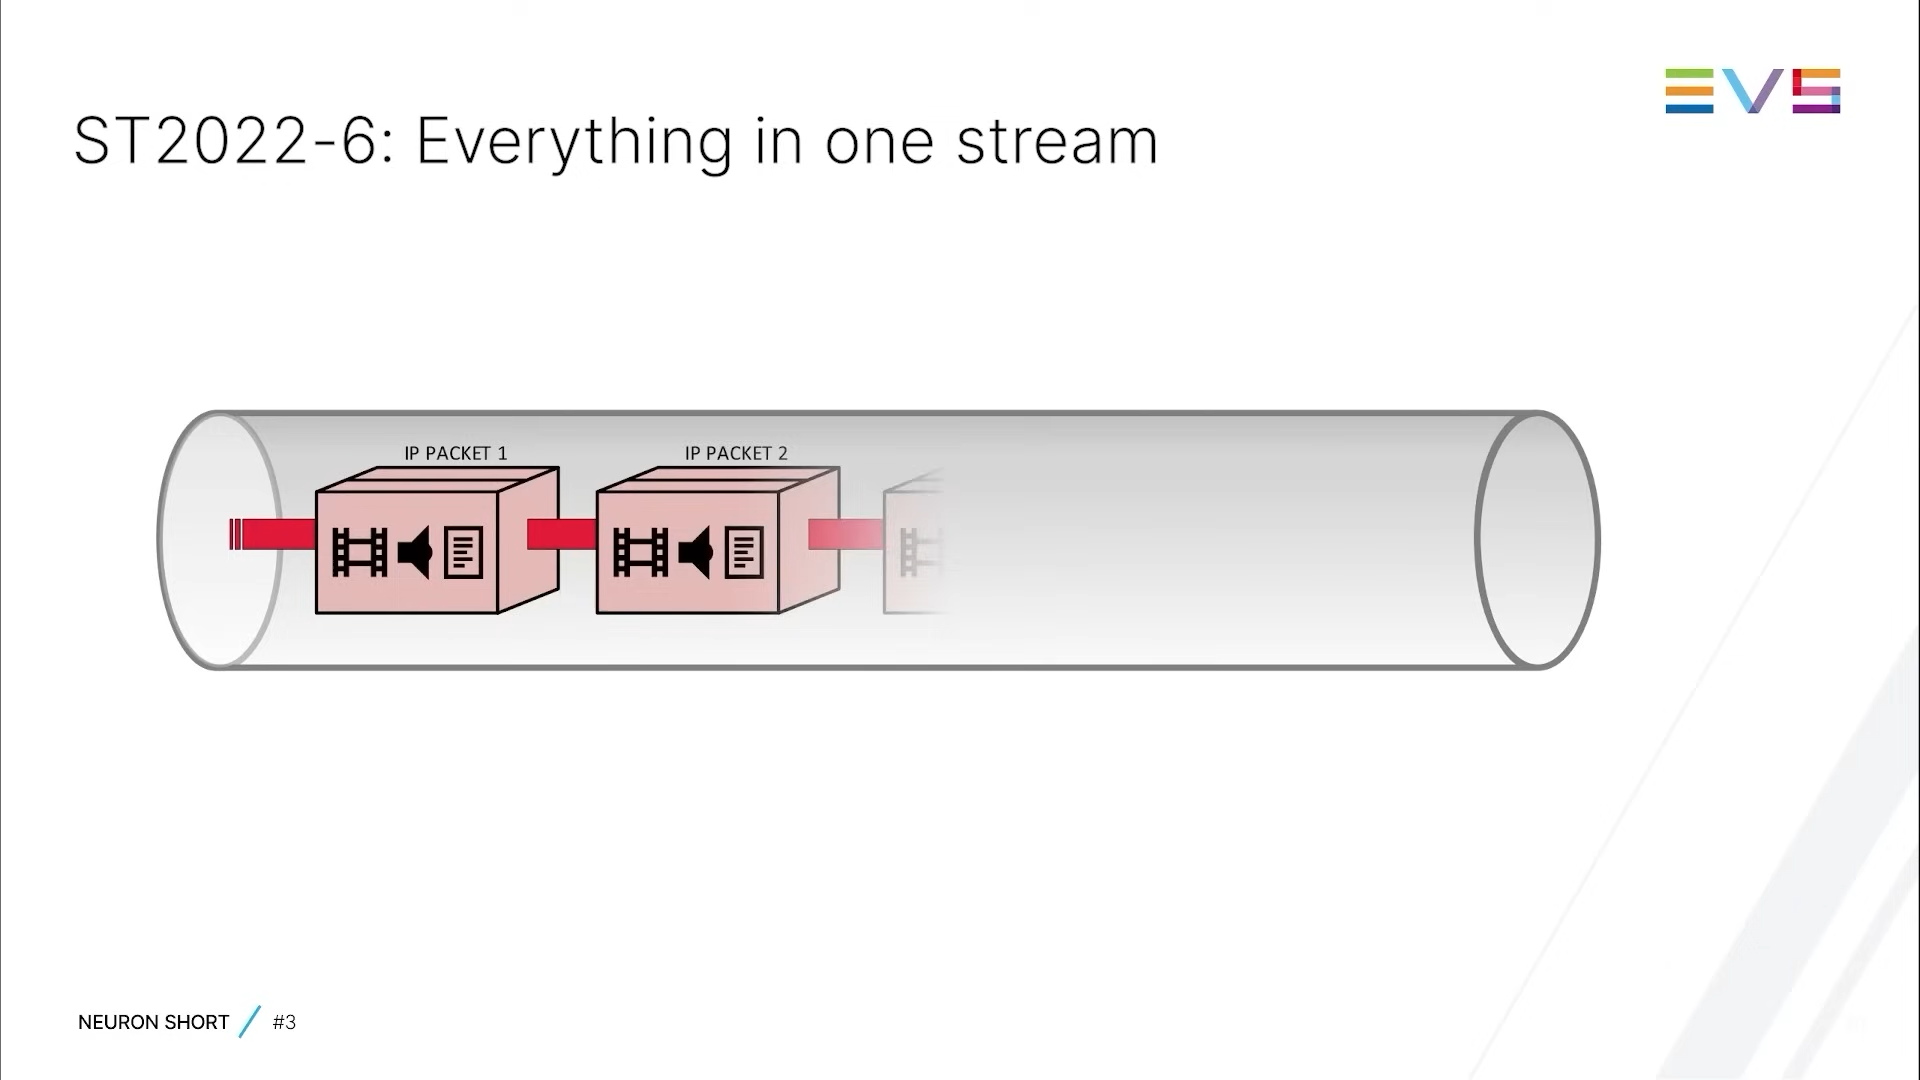 EVS
ST2022-6: Everything in one stream
IP PACKET 1
IP PACKET 2
NEURON SHORT / #3